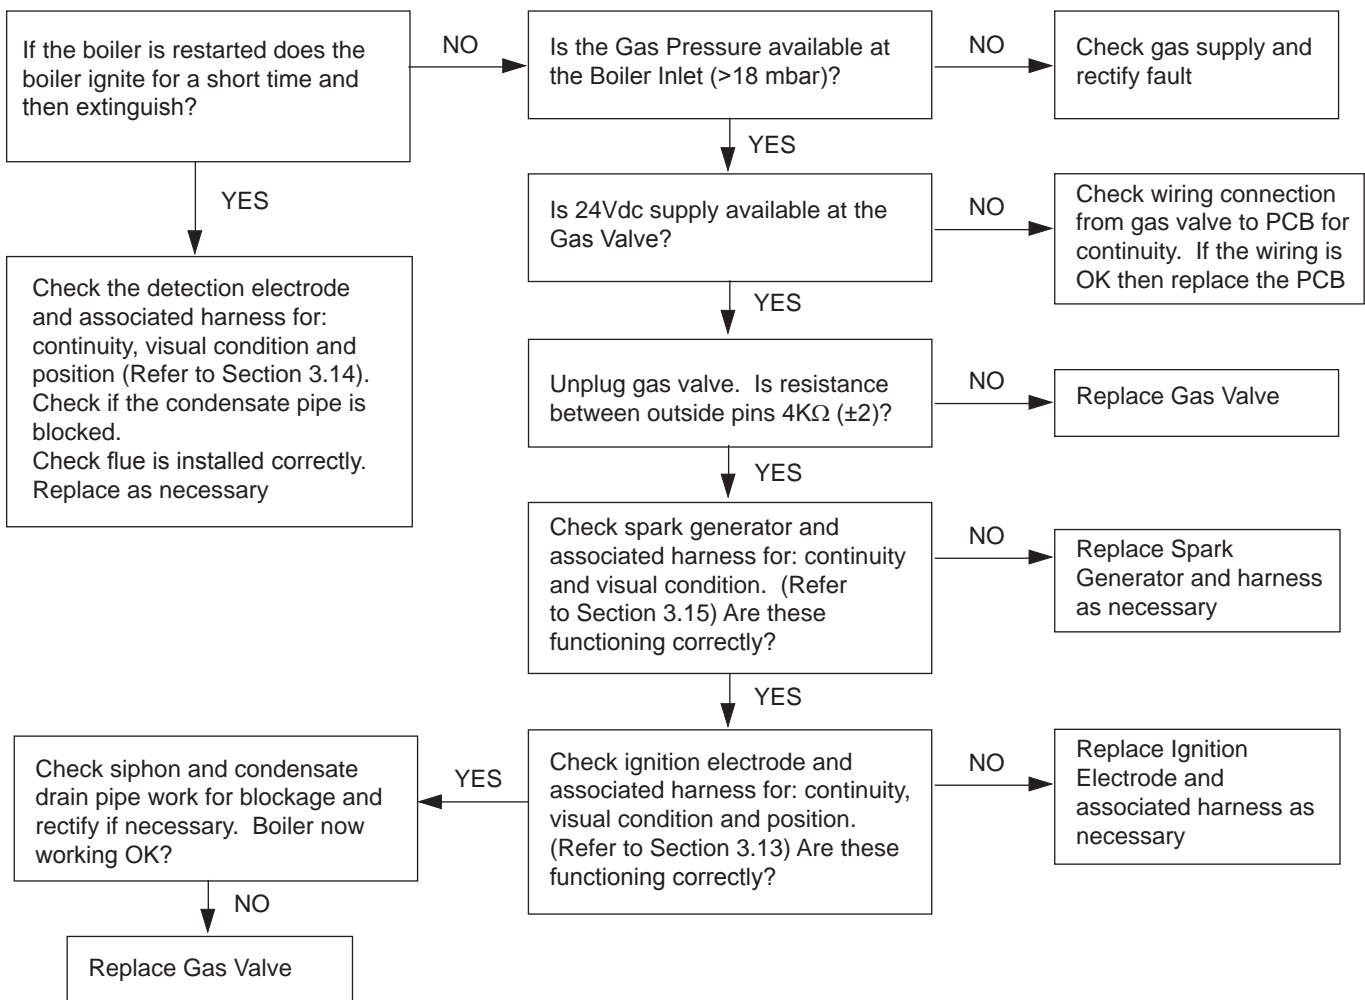 If the boiler is restarted does the
boiler ignite for a short time and
then extinguish?
NO
Is the Gas Pressure available at
the Boiler Inlet (>18 mbar)?
NO
Check gas supply and
rectify fault
YES
YES
Is 24Vdc supply available at the
Gas Valve?
NO
Check wiring connection
from gas valve to PCB for
continuity.  If the wiring is
OK then replace the PCB
Check the detection electrode
and associated harness for:
continuity, visual condition and
position (Refer to Section 3.14).
Check if the condensate pipe is
blocked.
Check flue is installed correctly.
Replace as necessary
YES
Unplug gas valve.  Is resistance
between outside pins 4KΩ (±2)?
NO
Replace Gas Valve
YES
Check spark generator and
associated harness for: continuity
and visual condition.  (Refer
to Section 3.15) Are these
functioning correctly?
NO
Replace Spark
Generator and harness
as necessary
YES
Check ignition electrode and
associated harness for: continuity,
visual condition and position.
(Refer to Section 3.13) Are these
functioning correctly?
NO
Replace Ignition
Electrode and
associated harness as
necessary
YES
Check siphon and condensate
drain pipe work for blockage and
rectify if necessary.  Boiler now
working OK?
NO
Replace Gas Valve